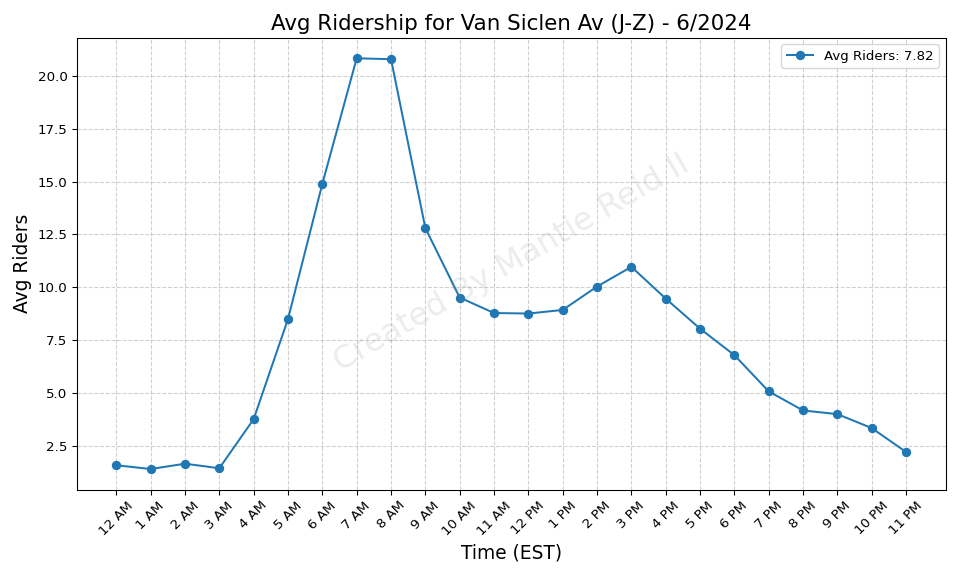 Avg Ridership for Van Siclen Av (J-Z) - 6/2024
Avg Riders: 7.82
Avg Riders
20.0
17.5
15.0
12.5
10.0
7.5
5.0
2.5
Created By Mantie Reid II
12 AM
1 AM
2 AM
3 AM
4 AM
5 AM
6 AM
7 AM
8 AM
9 AM
10 AM
11 AM
12 PM
1 PM
2 PM
3 PM
4 PM
5 PM
6 PM
7 PM
8 PM
9 PM
10 PM
11 PM
Time (EST)